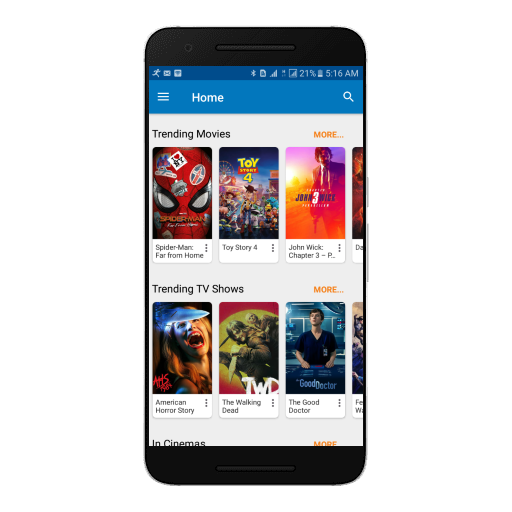 21% 5:16 AM
Home
Trending Movies
MORE...
SPIDER-MAN
Far From Home
TOY
STORY
4
JOHN WICK
3
Spider-Man:
Far from Home
Toy Story 4
John Wick:
Chapter 3 – P...
Da
Trending TV Shows
MORE...
AHS
TWD
the
Good Doctor
American
Horror Story
The Walking
Dead
The Good
Doctor
Fe
Wa
In Cinemas
MORE